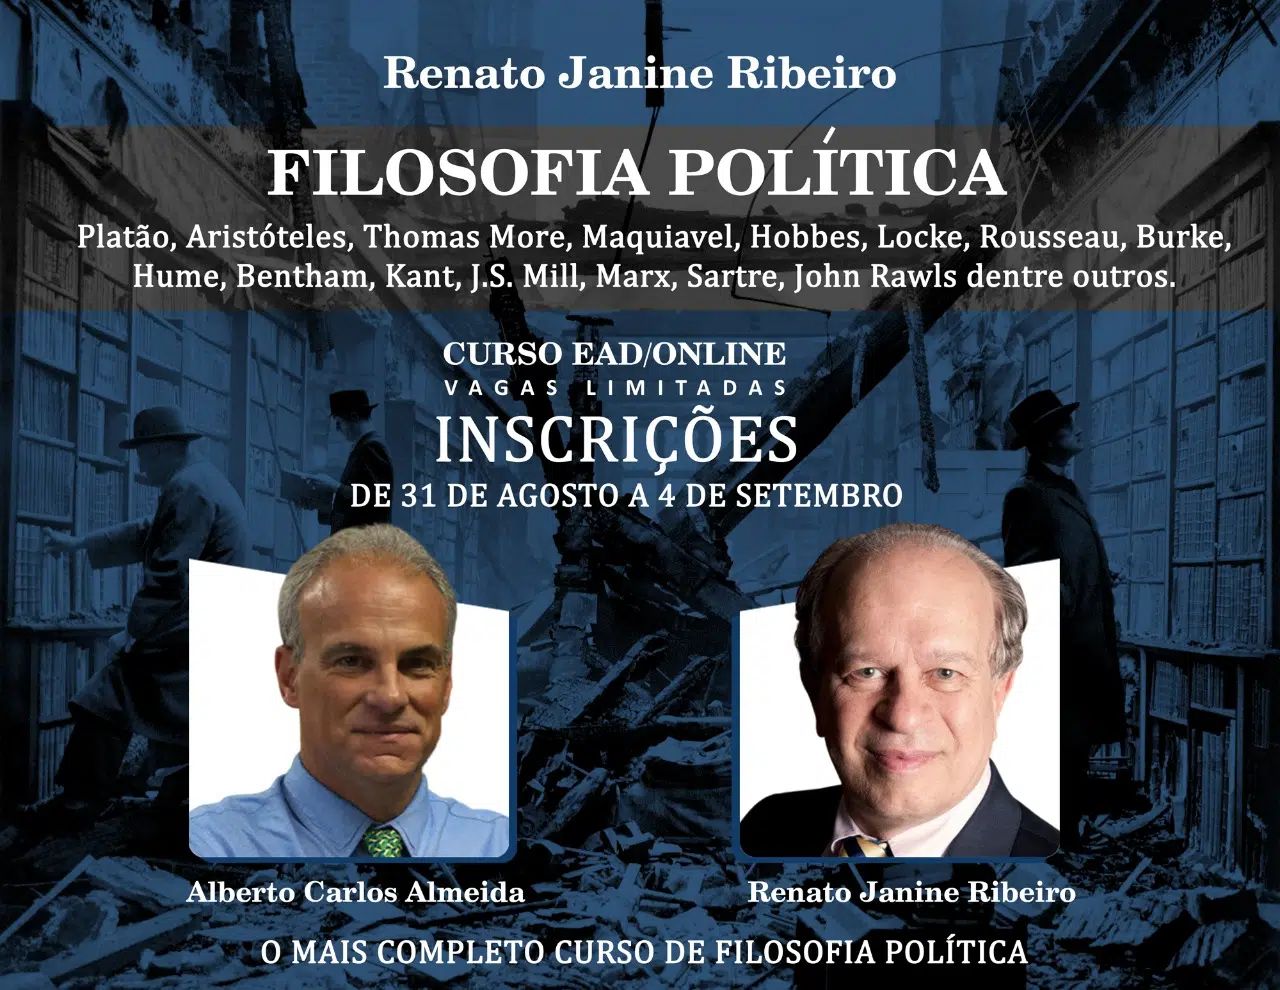 Renato Janine Ribeiro
FILOSOFIA POLÍTICA
Platão, Aristóteles, Thomas More, Maquiavel, Hobbes, Locke, Rousseau, Burke,
Hume, Bentham, Kant, J.S. Mill, Marx, Sartre, John Rawls dentre outros.
CURSO EAD/ONLINE
VAGAS LIMITADAS
INSCRIÇÕES
DE 31 DE AGOSTO A 4 DE SETEMBRO
Alberto Carlos Almeida
Renato Janine Ribeiro
O MAIS COMPLETO CURSO DE FILOSOFIA POLÍTICA